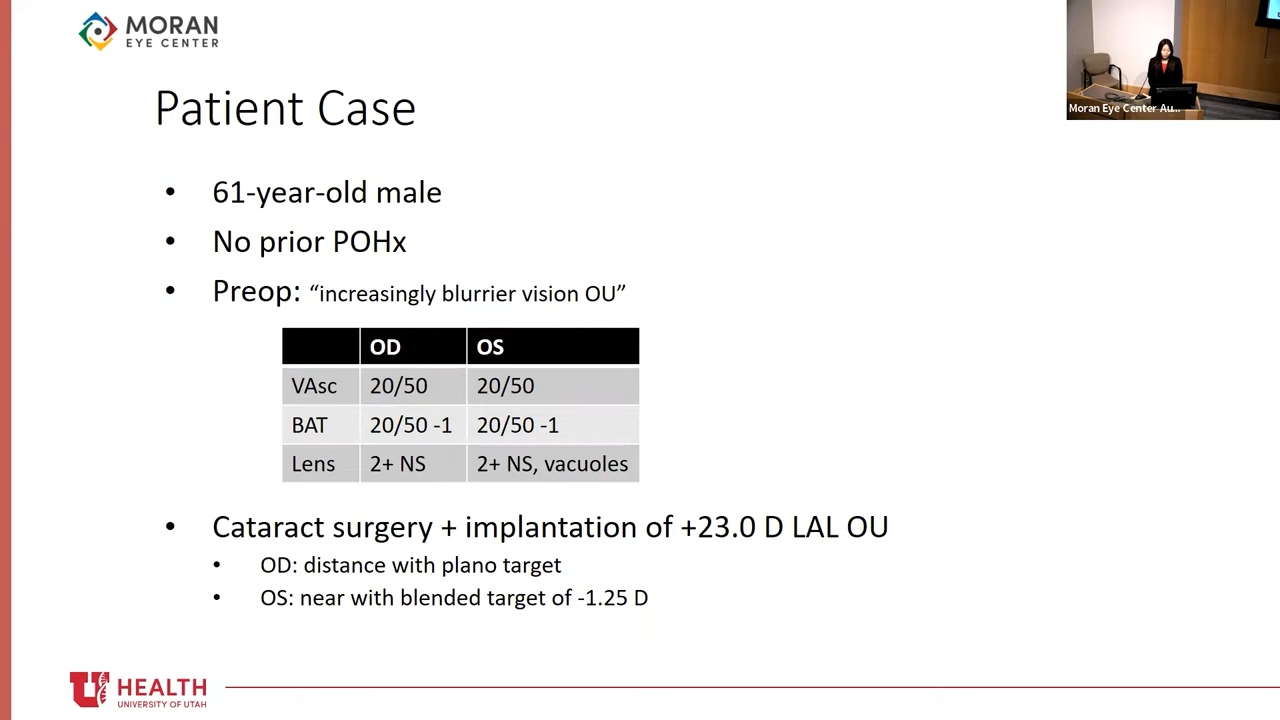 MORAN
EYE CENTER
Moran Eye Center Au...
Patient Case
• 61-year-old male
• No prior POHx
• Preop: “increasingly blurrier vision OU”
OD OS
VAsc 20/50 20/50
BAT 20/50 -1 20/50 -1
Lens 2+ NS 2+ NS, vacuoles
• Cataract surgery + implantation of +23.0 D LAL OU
• OD: distance with plano target
• OS: near with blended target of -1.25 D
U HEALTH
UNIVERSITY OF UTAH